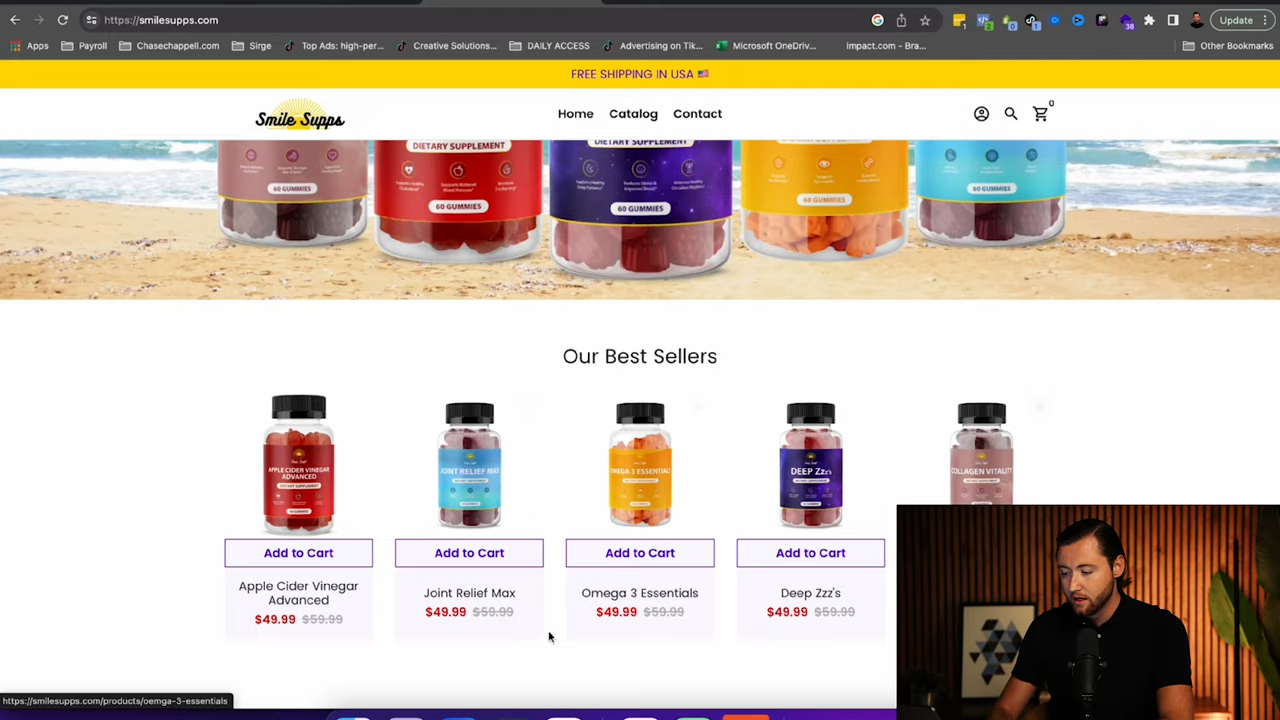 https://smilesupps.com
Update
Apps
Payroll
Chasechappell.com
Sirge
Top Ads: high-per...
Creative Solutions...
DAILY ACCESS
Advertising on Tik...
Microsoft OneDriv...
impact.com - Bra...
Other Bookmarks
FREE SHIPPING IN USA
Smile Supps
Home
Catalog
Contact
0
DIETARY SUPPLEMENT
DIETARY SUPPLEMENT
60 GUMMIES
60 GUMMIES
60 GUMMIES
60 GUMMIES
60 GUMMIES
Our Best Sellers
APPLE CIDER VINEGAR
ADVANCED
JOINT RELIEF MAX
OMEGA 3 ESSENTIALS
DEEP Zzz's
COLLAGEN VITALITY
Add to Cart
Add to Cart
Add to Cart
Add to Cart
Apple Cider Vinegar
Advanced
$49.99 $59.99
Joint Relief Max
$49.99 $59.99
Omega 3 Essentials
$49.99 $59.99
Deep Zzz's
$49.99 $59.99
https://smilesupps.com/products/oemga-3-essentials